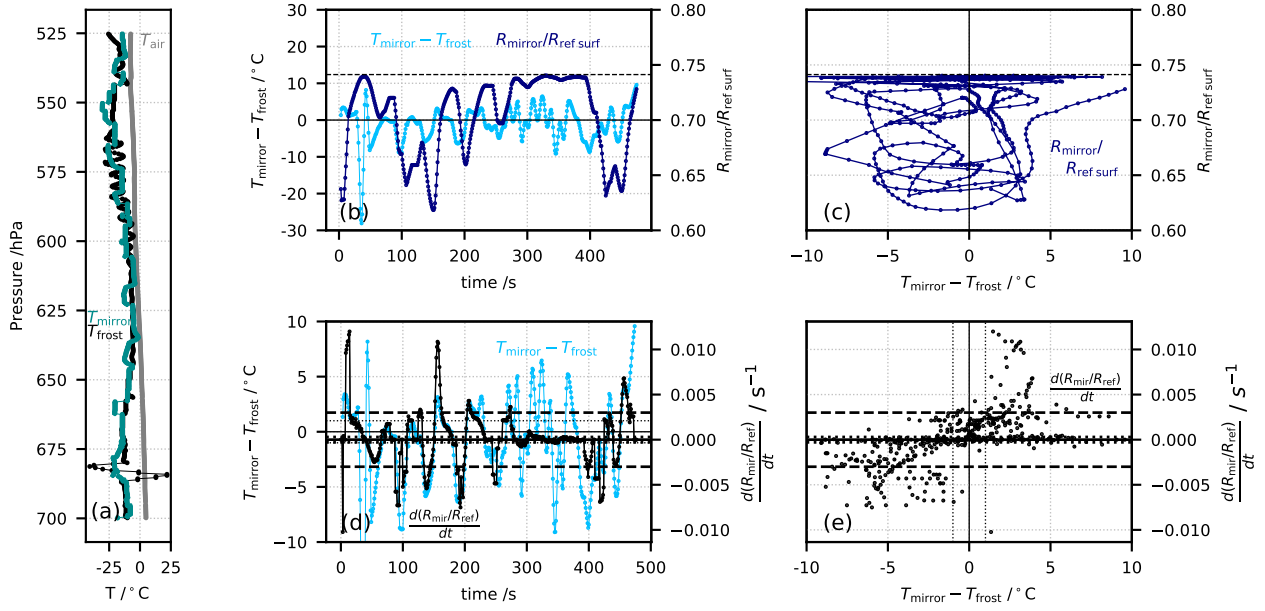 525
550
575
600
625
650
675
700
Pressure /hPa
−25
0
25
T / °C
T_air
T_mirror
T_frost
(a)
30
20
10
0
−10
−20
−30
T_mirror − T_frost / °C
0
100
200
300
400
time /s
0.80
0.75
0.70
0.65
0.60
R_mirror/R_ref surf
T_mirror − T_frost
R_mirror/R_ref surf
(b)
−10
−5
0
5
10
T_mirror − T_frost / °C
0.80
0.75
0.70
0.65
0.60
R_mirror/R_ref surf
R_mirror/
R_ref surf
(c)
10
5
0
−5
−10
T_mirror − T_frost / °C
0
100
200
300
400
500
time /s
0.010
0.005
0.000
−0.005
−0.010
d(R_mir/R_ref)
dt
/ s⁻¹
T_mirror − T_frost
d(R_mir/R_ref)
dt
(d)
−10
−5
0
5
10
T_mirror − T_frost / °C
0.010
0.005
0.000
−0.005
−0.010
d(R_mir/R_ref)
dt
/ s⁻¹
d(R_mir/R_ref)
dt
(e)